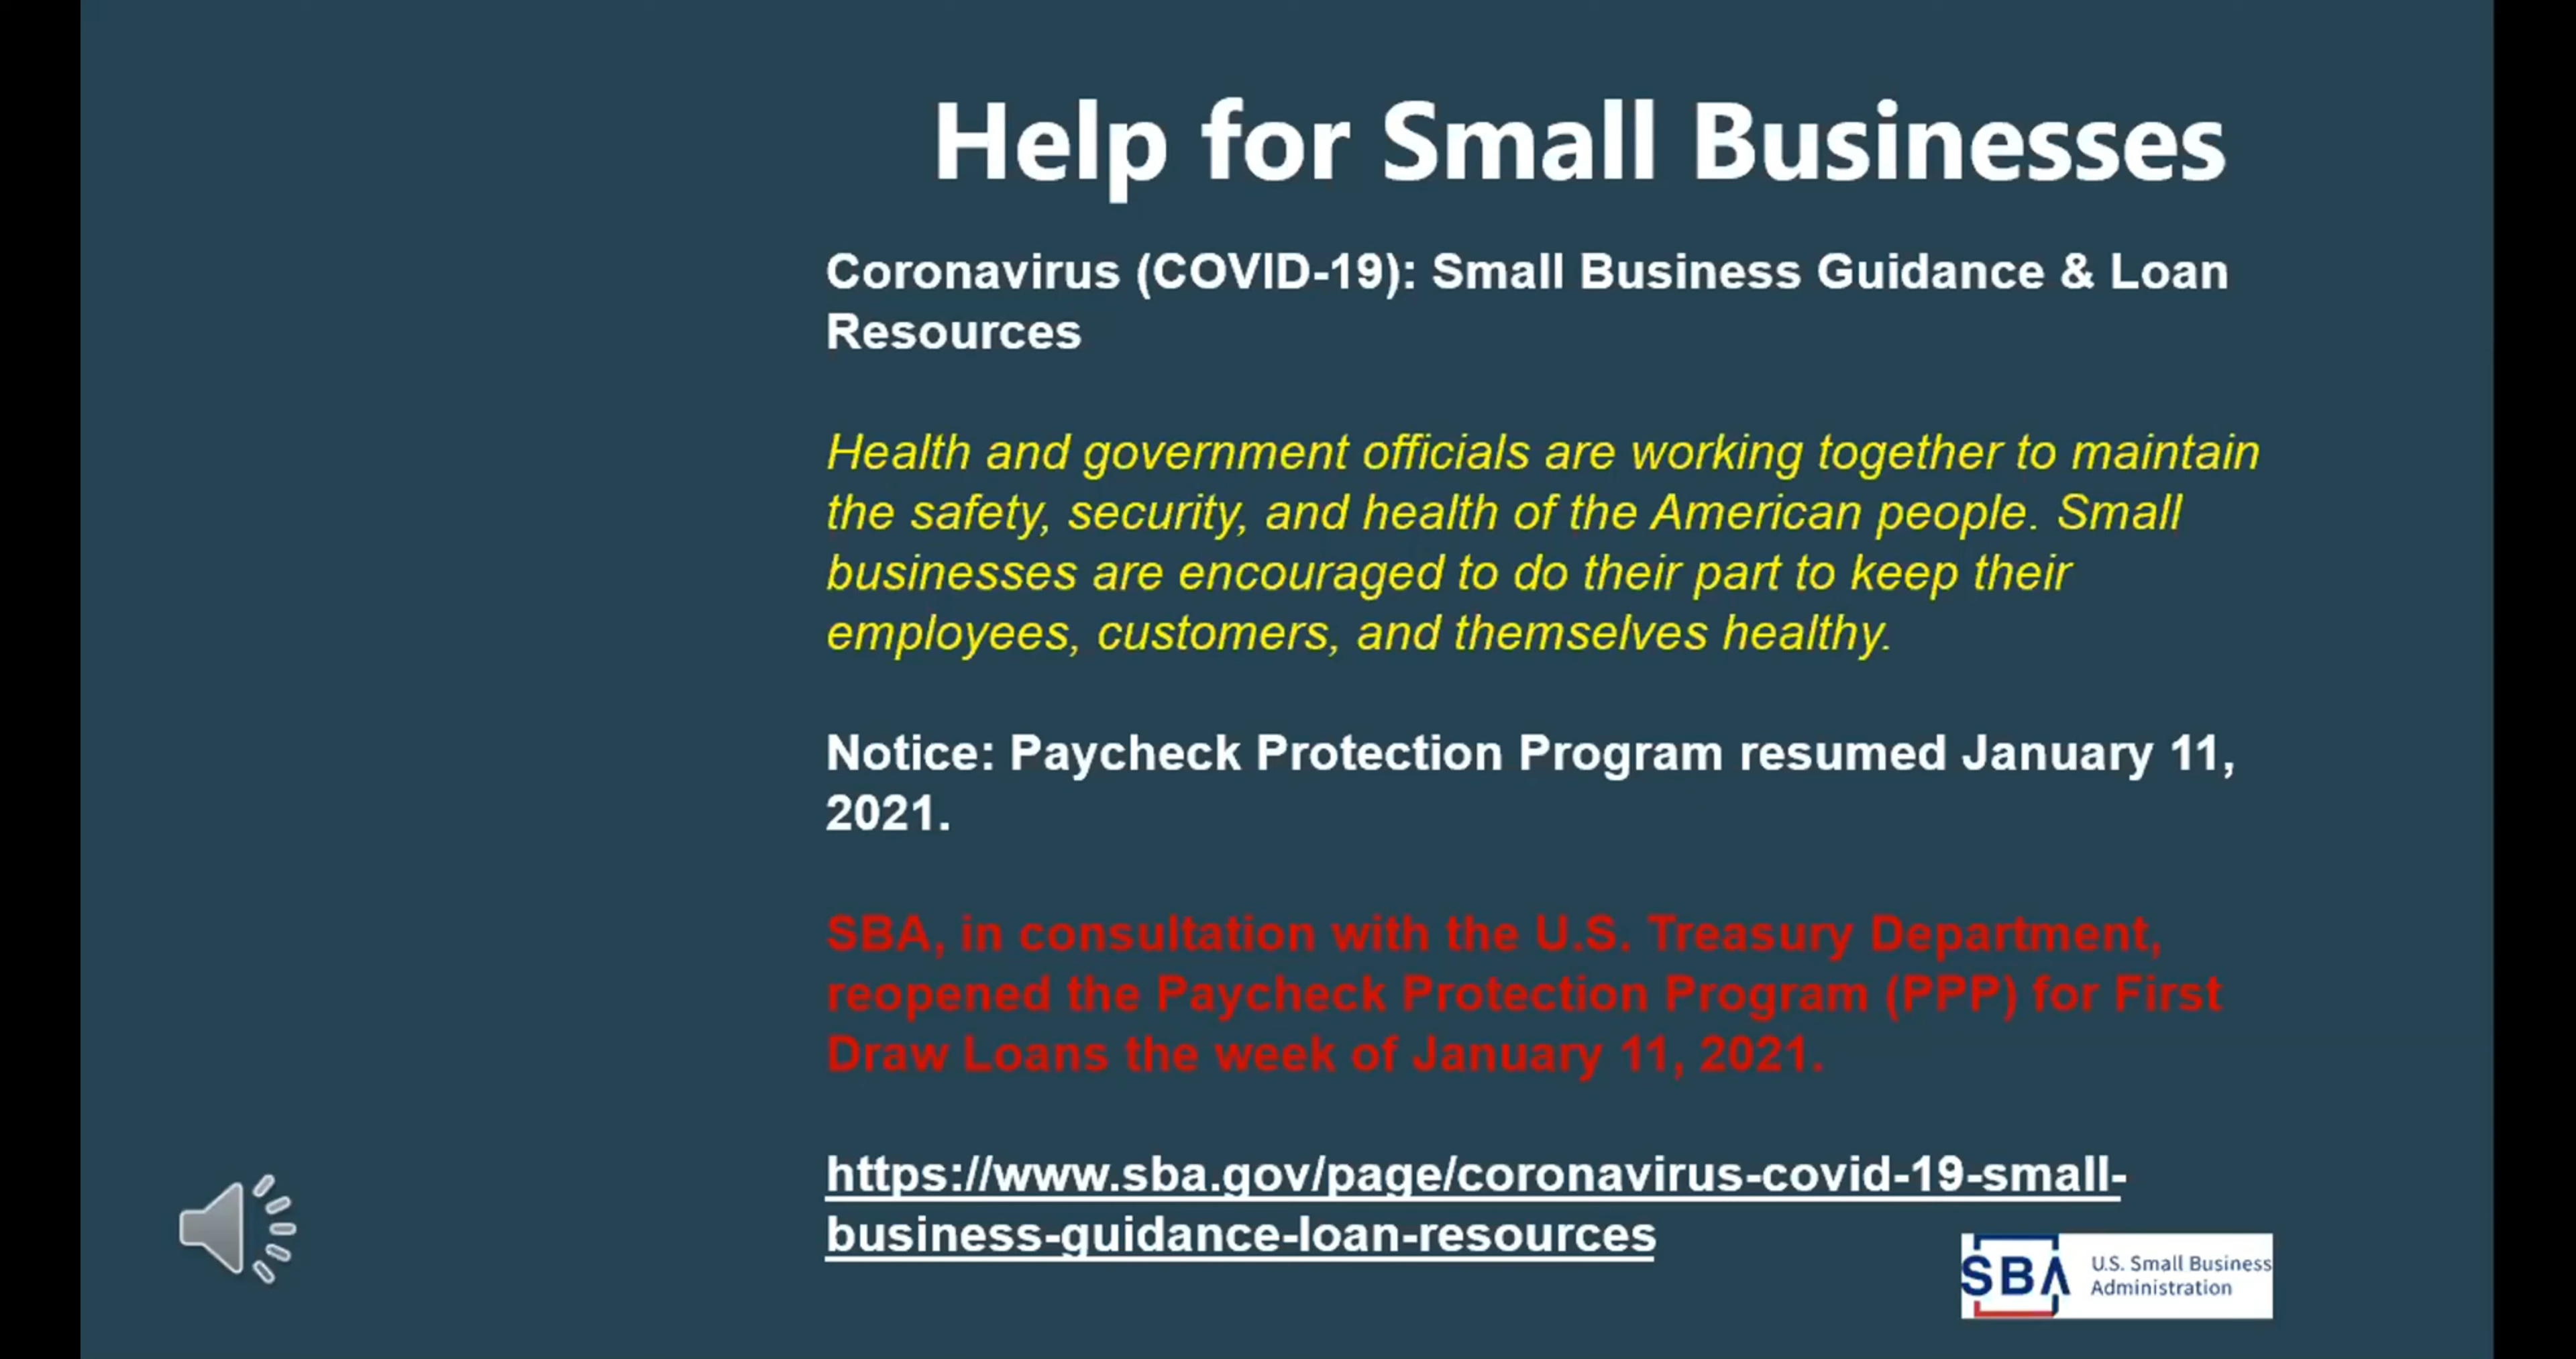 Help for Small Businesses
Coronavirus (COVID-19): Small Business Guidance & Loan
Resources
Health and government officials are working together to maintain
the safety, security, and health of the American people. Small
businesses are encouraged to do their part to keep their
employees, customers, and themselves healthy.
Notice: Paycheck Protection Program resumed January 11,
2021.
SBA, in consultation with the U.S. Treasury Department,
reopened the Paycheck Protection Program (PPP) for First
Draw Loans the week of January 11, 2021.
https://www.sba.gov/page/coronavirus-covid-19-small-
business-guidance-loan-resources
SBA
U.S. Small Business
Administration